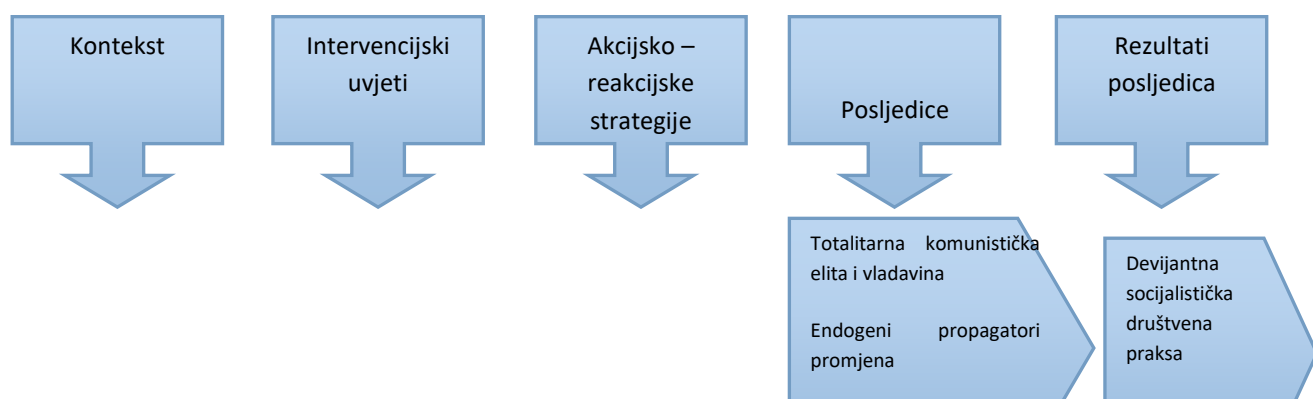 Kontekst
Intervencijski
uvjeti
Akcijsko –
reakcijske
strategije
Posljedice
Rezultati
posljedica
Totalitarna komunistička
elita i vladavina
Endogeni propagatori
promjena
Devijantna
socijalistička
društvena
praksa